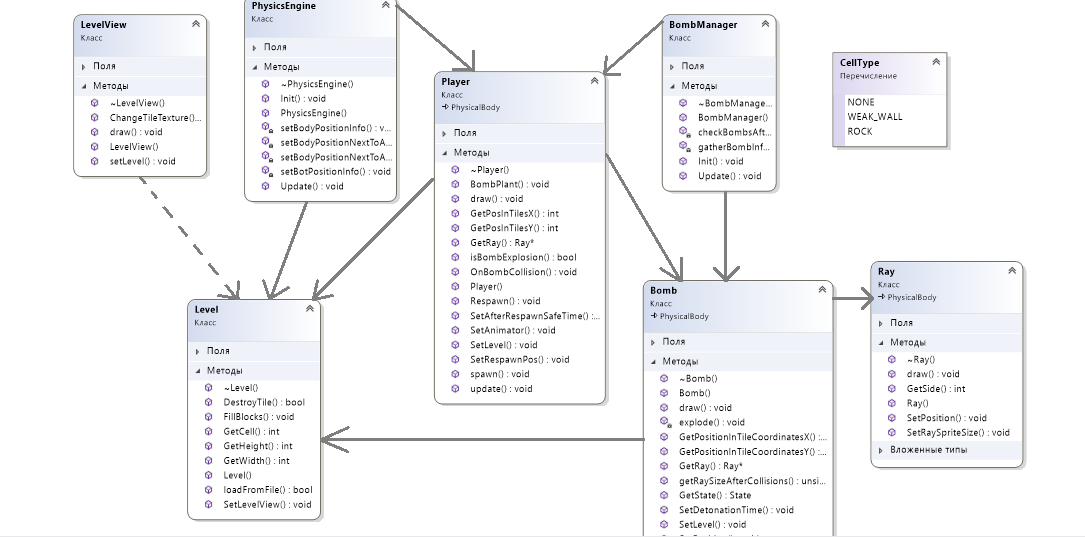 LevelView
Класс
Поля
Методы
~LevelView()
ChangeTileTexture()...
draw() : void
LevelView()
setLevel() : void
PhysicsEngine
Класс
Поля
Методы
~PhysicsEngine()
Init() : void
PhysicsEngine()
setBodyPositionInfo() : v...
setBodyPositionNextToA...
setBodyPositionNextToA...
setBotPositionInfo() : void
Update() : void
Player
Класс
PhysicalBody
Поля
Методы
~Player()
BombPlant() : void
draw() : void
GetPosInTilesX() : int
GetPosInTilesY() : int
GetRay() : Ray*
isBombExplosion() : bool
OnBombCollision() : void
Player()
Respawn() : void
SetAfterRespawnSafeTime() :...
SetAnimator() : void
SetLevel() : void
SetRespawnPos() : void
spawn() : void
update() : void
BombManager
Класс
Поля
Методы
~BombManage...
BombManager()
checkBombsAft...
gatherBombInf...
Init() : void
Update() : void
CellType
Перечисление
NONE
WEAK_WALL
ROCK
Level
Класс
Поля
Методы
~Level()
DestroyTile() : bool
FillBlocks() : void
GetCell() : int
GetHeight() : int
GetWidth() : int
Level()
loadFromFile() : bool
SetLevelView() : void
Bomb
Класс
PhysicalBody
Поля
Методы
~Bomb()
Bomb()
draw() : void
explode() : void
GetPositionInTileCoordinatesX() :...
GetPositionInTileCoordinatesY() :...
GetRay() : Ray*
getRaySizeAfterCollisions() : unsi...
GetState() : State
SetDetonationTime() : void
SetLevel() : void
Ray
Класс
PhysicalBody
Поля
Методы
~Ray()
draw() : void
GetSide() : int
Ray()
SetPosition() : void
SetRaySpriteSize() : void
Вложенные типы